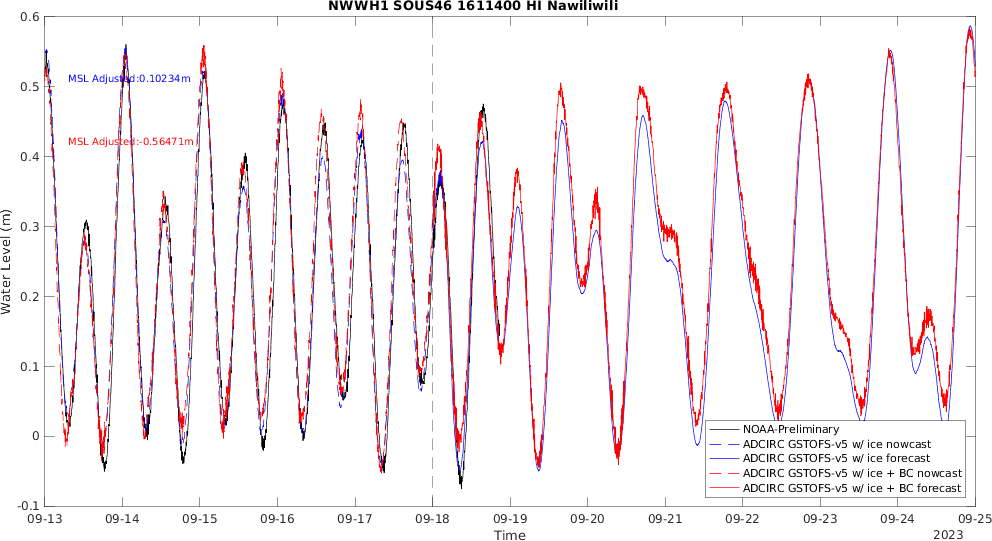 NWWH1 SOUS46 1611400 HI Nawiliwili
0.6
0.5
0.4
0.3
0.2
0.1
0
-0.1
Water Level (m)
MSL Adjusted:0.10234m
MSL Adjusted:-0.56471m
NOAA-Preliminary
ADCIRC GSTOFS-v5 w/ ice nowcast
ADCIRC GSTOFS-v5 w/ ice forecast
ADCIRC GSTOFS-v5 w/ ice + BC nowcast
ADCIRC GSTOFS-v5 w/ ice + BC forecast
09-13 09-14 09-15 09-16 09-17 09-18 09-19 09-20 09-21 09-22 09-23 09-24 09-25
Time
2023